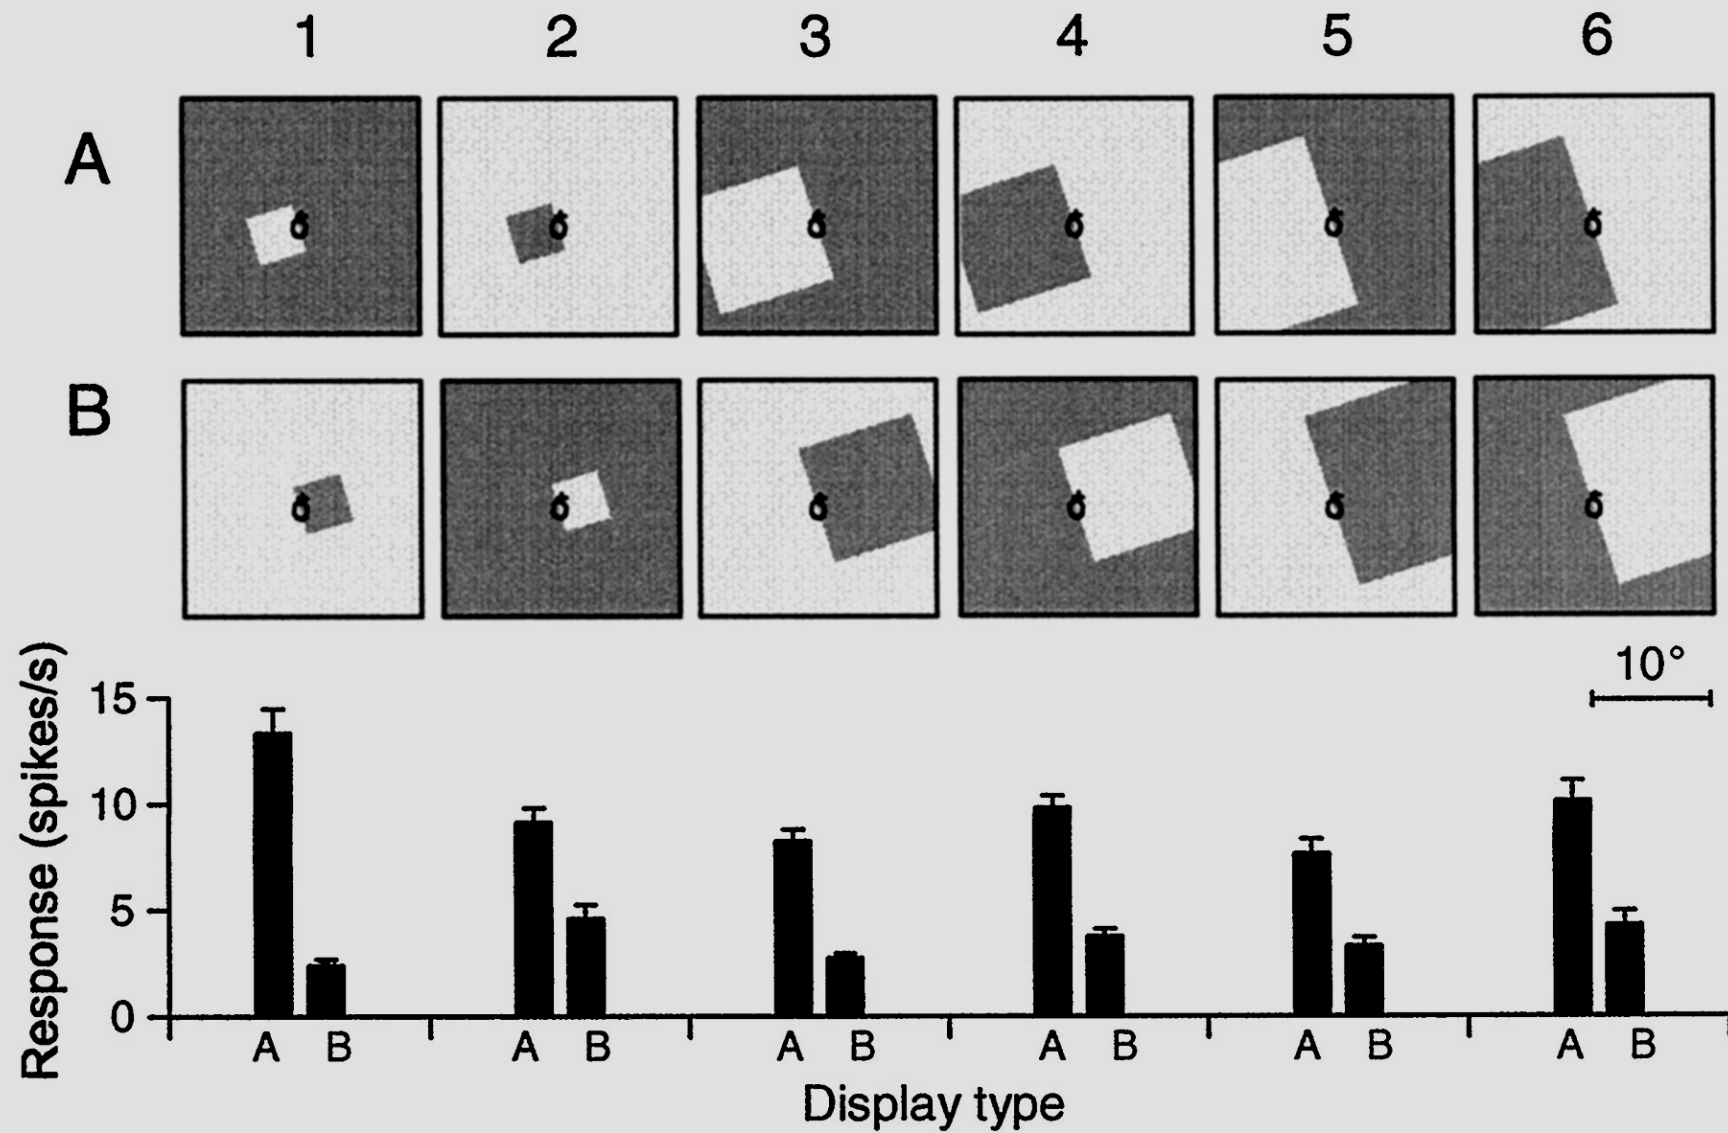 1 2 3 4 5 6
A
B
10°
Response (spikes/s)
15
10
5
0
A B A B A B A B A B A B
Display type